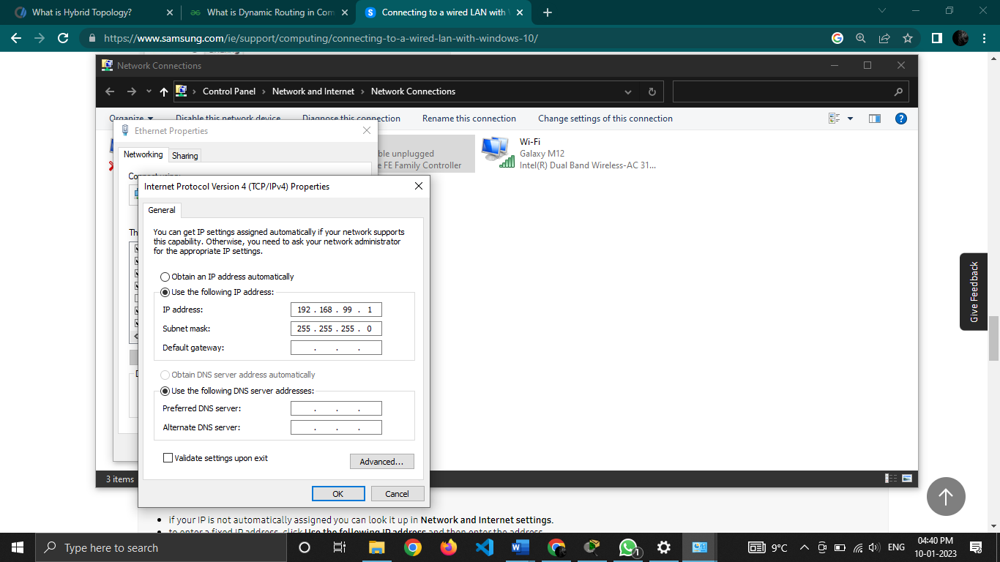 What is Hybrid Topology?
What is Dynamic Routing in Com
Connecting to a wired LAN with
https://www.samsung.com/ie/support/computing/connecting-to-a-wired-lan-with-windows-10/
Network Connections
Control Panel > Network and Internet > Network Connections
Organize Disable this network device Diagnose this connection Rename this connection Change settings of this connection
Ethernet Properties
Networking Sharing
Connect using:
ble unplugged
e FE Family Controller
Wi-Fi
Galaxy M12
Intel(R) Dual Band Wireless-AC 31...
Internet Protocol Version 4 (TCP/IPv4) Properties
General
You can get IP settings assigned automatically if your network supports
this capability. Otherwise, you need to ask your network administrator
for the appropriate IP settings.
Obtain an IP address automatically
Use the following IP address:
IP address: 192 . 168 . 99 . 1
Subnet mask: 255 . 255 . 255 . 0
Default gateway: . . .
Obtain DNS server address automatically
Use the following DNS server addresses:
Preferred DNS server: . . .
Alternate DNS server: . . .
Validate settings upon exit
Advanced...
OK Cancel
Th
3 items
Give Feedback
if your IP is not automatically assigned you can look it up in Network and Internet settings.
to enter a fixed IP address, click Use the following IP address and then enter the address
Type here to search
1
9°C
ENG
04:40 PM
10-01-2023